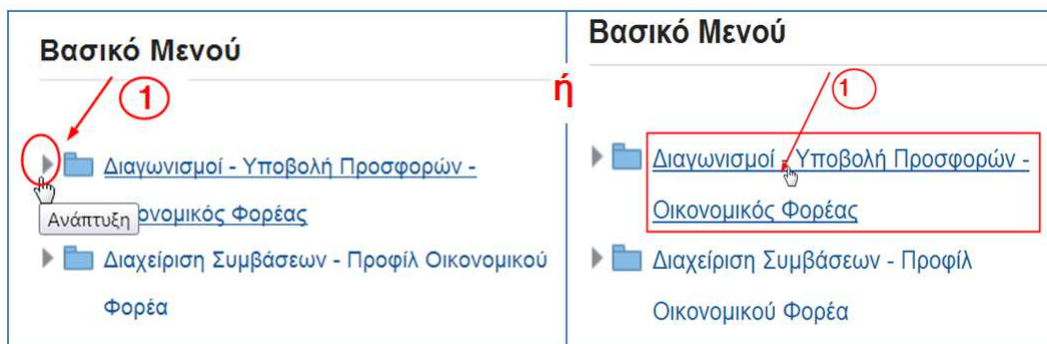 Βασικό Μενού
1
Διαγωνισμοί - Υποβολή Προσφορών -
Ανάπτυξη
ονομικός Φορέας
Διαχείριση Συμβάσεων - Προφίλ Οικονομικού
Φορέα
ή
Βασικό Μενού
1
Διαγωνισμοί - Υποβολή Προσφορών -
Οικονομικός Φορέας
Διαχείριση Συμβάσεων - Προφίλ
Οικονομικού Φορέα